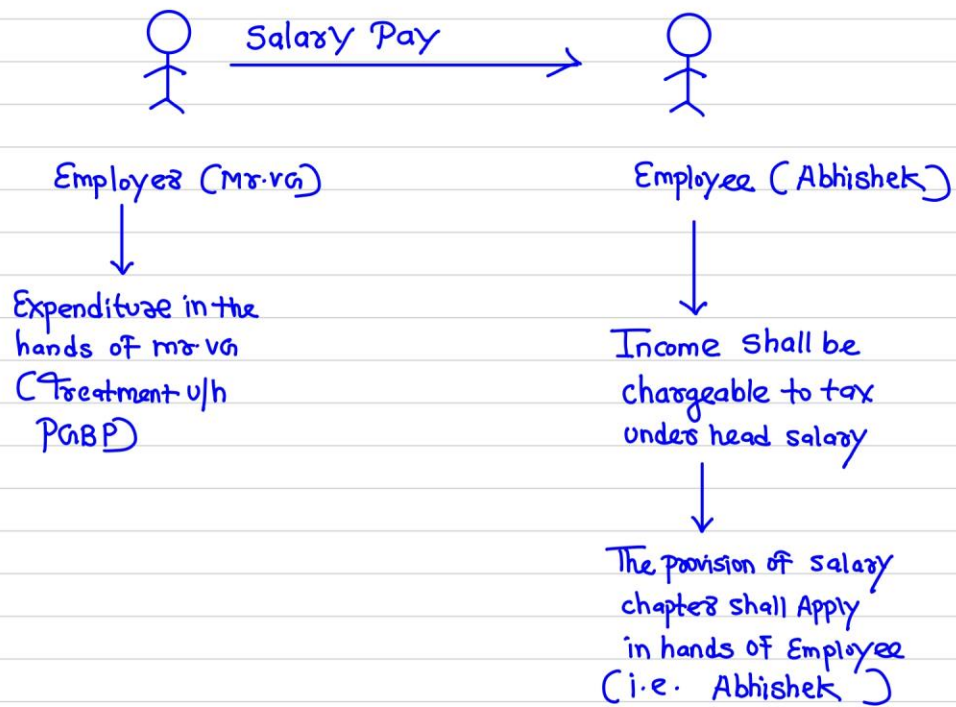 Salary Pay
Employer (Mr.VG)
Employee (Abhishek)
Expenditure in the
hands of mr.VG
(Treatment u/h
PGBP)
Income Shall be
chargeable to tax
under head salary
The provision of salary
chapter shall Apply
in hands of Employee
(i.e. Abhishek)